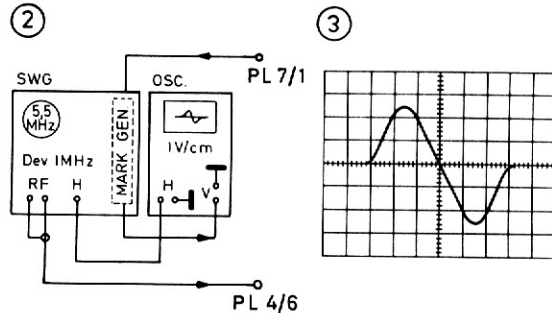 2
3
PL 7/1
SWG
OSC.
5,5
MHz
MARK GEN
1V/cm
Dev 1MHz
RF H
H
V
PL 4/6